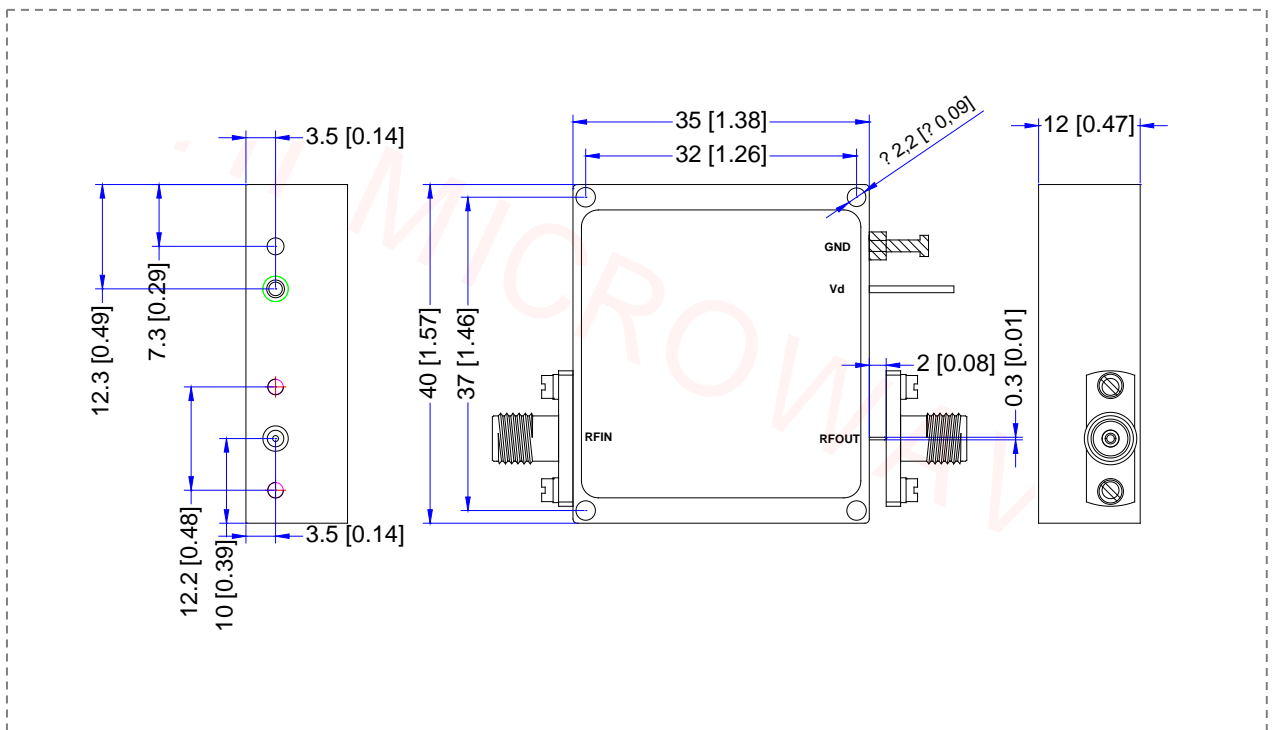 3.5 [0.14]
12.3 [0.49]
7.3 [0.29]
12.2 [0.48]
10 [0.39]
3.5 [0.14]
35 [1.38]
32 [1.26]
? 2,2 [? 0,09]
40 [1.57]
37 [1.46]
GND
Vd
RFIN
RFOUT
2 [0.08]
0.3 [0.01]
12 [0.47]
MICROWAV